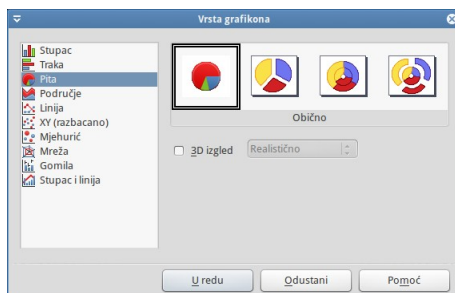 Vrsta grafikona
Stupac
Traka
Pita
Područje
Linija
XY (razbacano)
Mjehurić
Mreža
Gomila
Stupac i linija
Obično
3D izgled
Realistično
U redu
Odustani
Pomoć